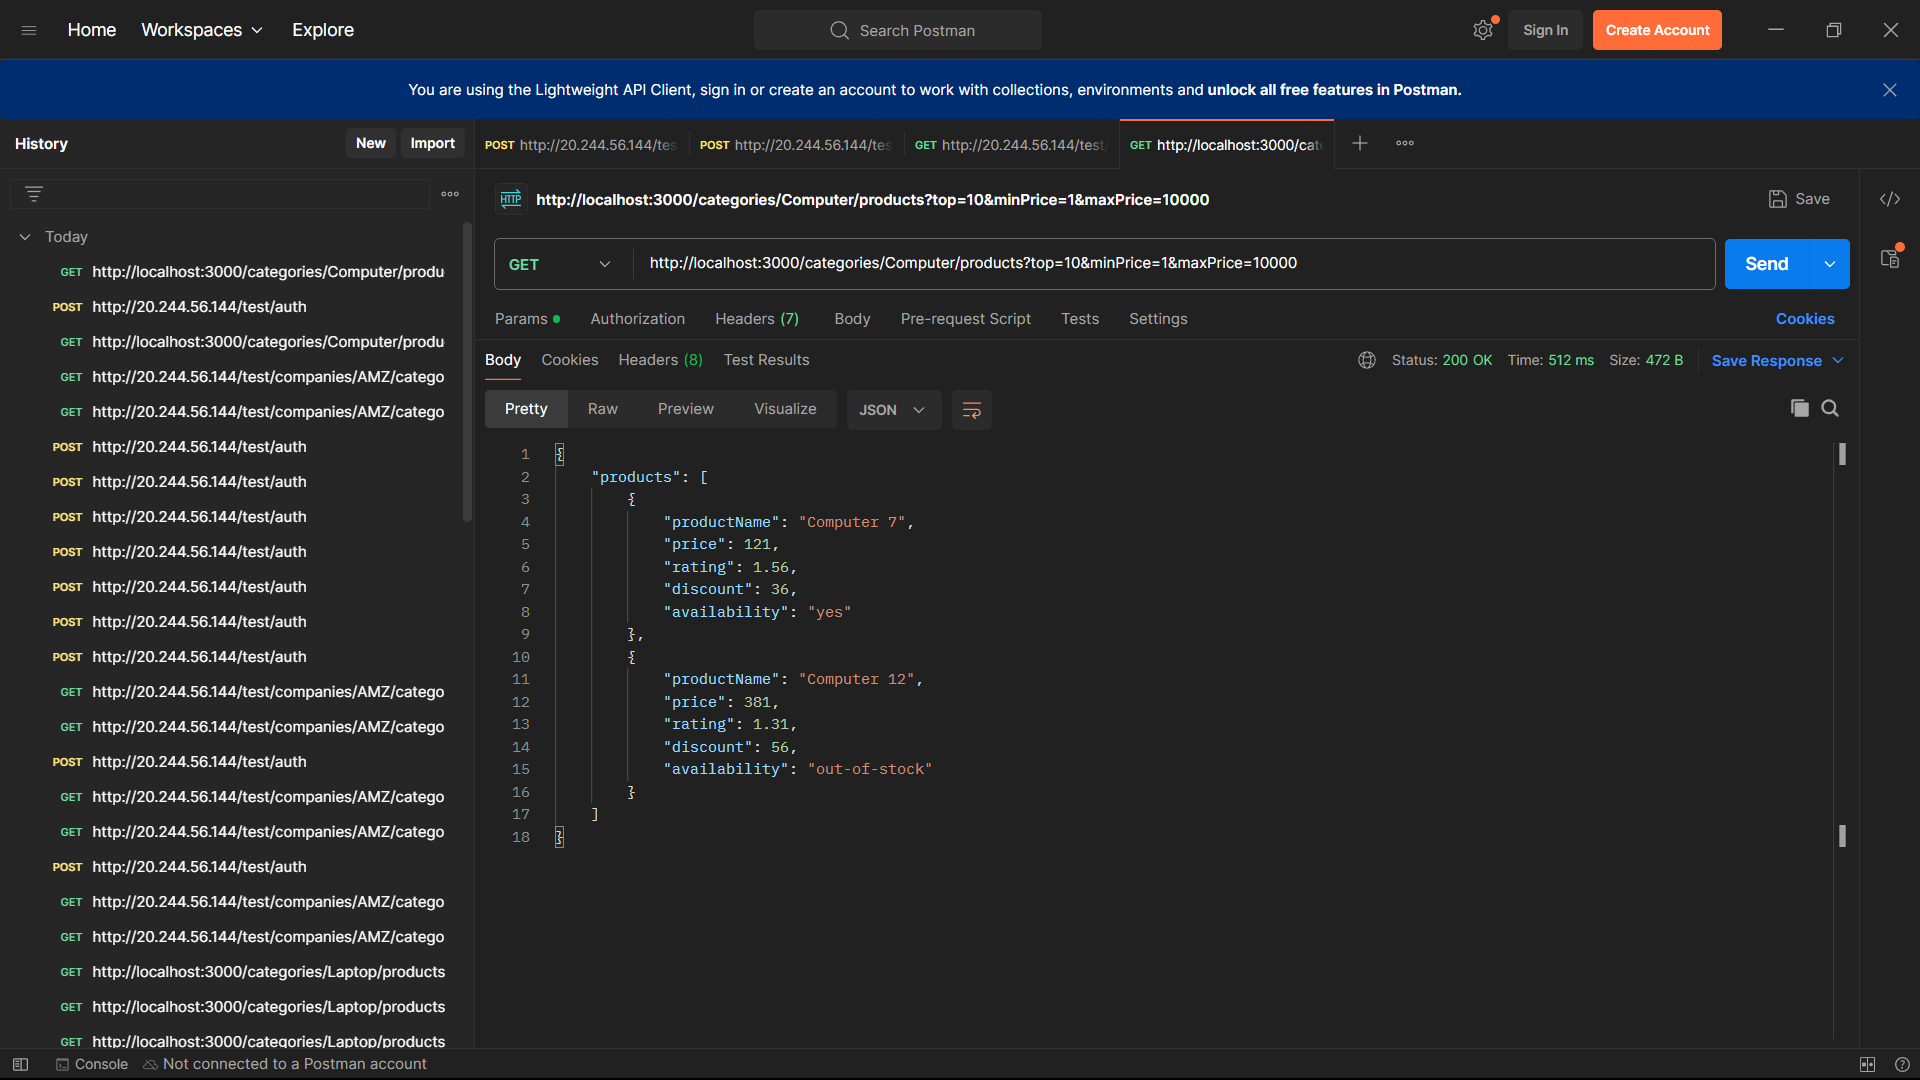 Home
Workspaces
Explore
Search Postman
Sign In
Create Account
You are using the Lightweight API Client, sign in or create an account to work with collections, environments and unlock all free features in Postman.
History
New
Import
POST http://20.244.56.144/tes
POST http://20.244.56.144/tes
GET http://20.244.56.144/test/
GET http://localhost:3000/cat
HTTP
http://localhost:3000/categories/Computer/products?top=10&minPrice=1&maxPrice=10000
Save
Today
GET http://localhost:3000/categories/Computer/produ
POST http://20.244.56.144/test/auth
GET http://localhost:3000/categories/Computer/produ
GET http://20.244.56.144/test/companies/AMZ/catego
GET http://20.244.56.144/test/companies/AMZ/catego
POST http://20.244.56.144/test/auth
POST http://20.244.56.144/test/auth
POST http://20.244.56.144/test/auth
POST http://20.244.56.144/test/auth
POST http://20.244.56.144/test/auth
POST http://20.244.56.144/test/auth
POST http://20.244.56.144/test/auth
GET http://20.244.56.144/test/companies/AMZ/catego
GET http://20.244.56.144/test/companies/AMZ/catego
POST http://20.244.56.144/test/auth
GET http://20.244.56.144/test/companies/AMZ/catego
GET http://20.244.56.144/test/companies/AMZ/catego
POST http://20.244.56.144/test/auth
GET http://20.244.56.144/test/companies/AMZ/catego
GET http://20.244.56.144/test/companies/AMZ/catego
GET http://localhost:3000/categories/Laptop/products
GET http://localhost:3000/categories/Laptop/products
GET http://localhost:3000/categories/Laptop/products
GET
http://localhost:3000/categories/Computer/products?top=10&minPrice=1&maxPrice=10000
Send
Params
Authorization
Headers (7)
Body
Pre-request Script
Tests
Settings
Cookies
Body
Cookies
Headers (8)
Test Results
Status: 200 OK
Time: 512 ms
Size: 472 B
Save Response
Pretty
Raw
Preview
Visualize
JSON
1 {
2 "products": [
3 {
4 "productName": "Computer 7",
5 "price": 121,
6 "rating": 1.56,
7 "discount": 36,
8 "availability": "yes"
9 },
10 {
11 "productName": "Computer 12",
12 "price": 381,
13 "rating": 1.31,
14 "discount": 56,
15 "availability": "out-of-stock"
16 }
17 ]
18 }
Console
Not connected to a Postman account